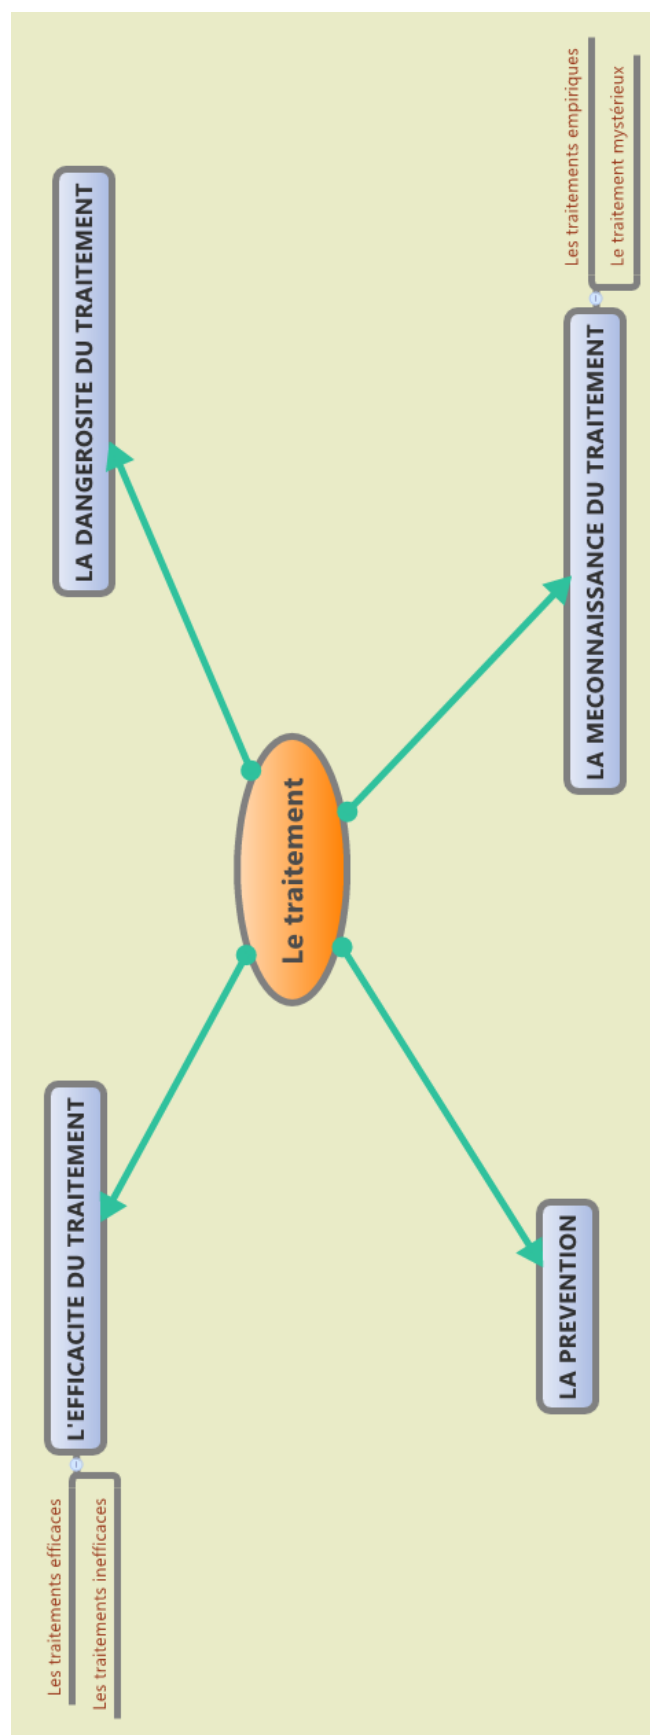 Les traitements efficaces
Les traitements inefficaces
L'EFFICACITE DU TRAITEMENT
LA DANGEROSITE DU TRAITEMENT
Le traitement
LA PREVENTION
LA MECONNAISSANCE DU TRAITEMENT
Les traitements empiriques
Le traitement mystérieux